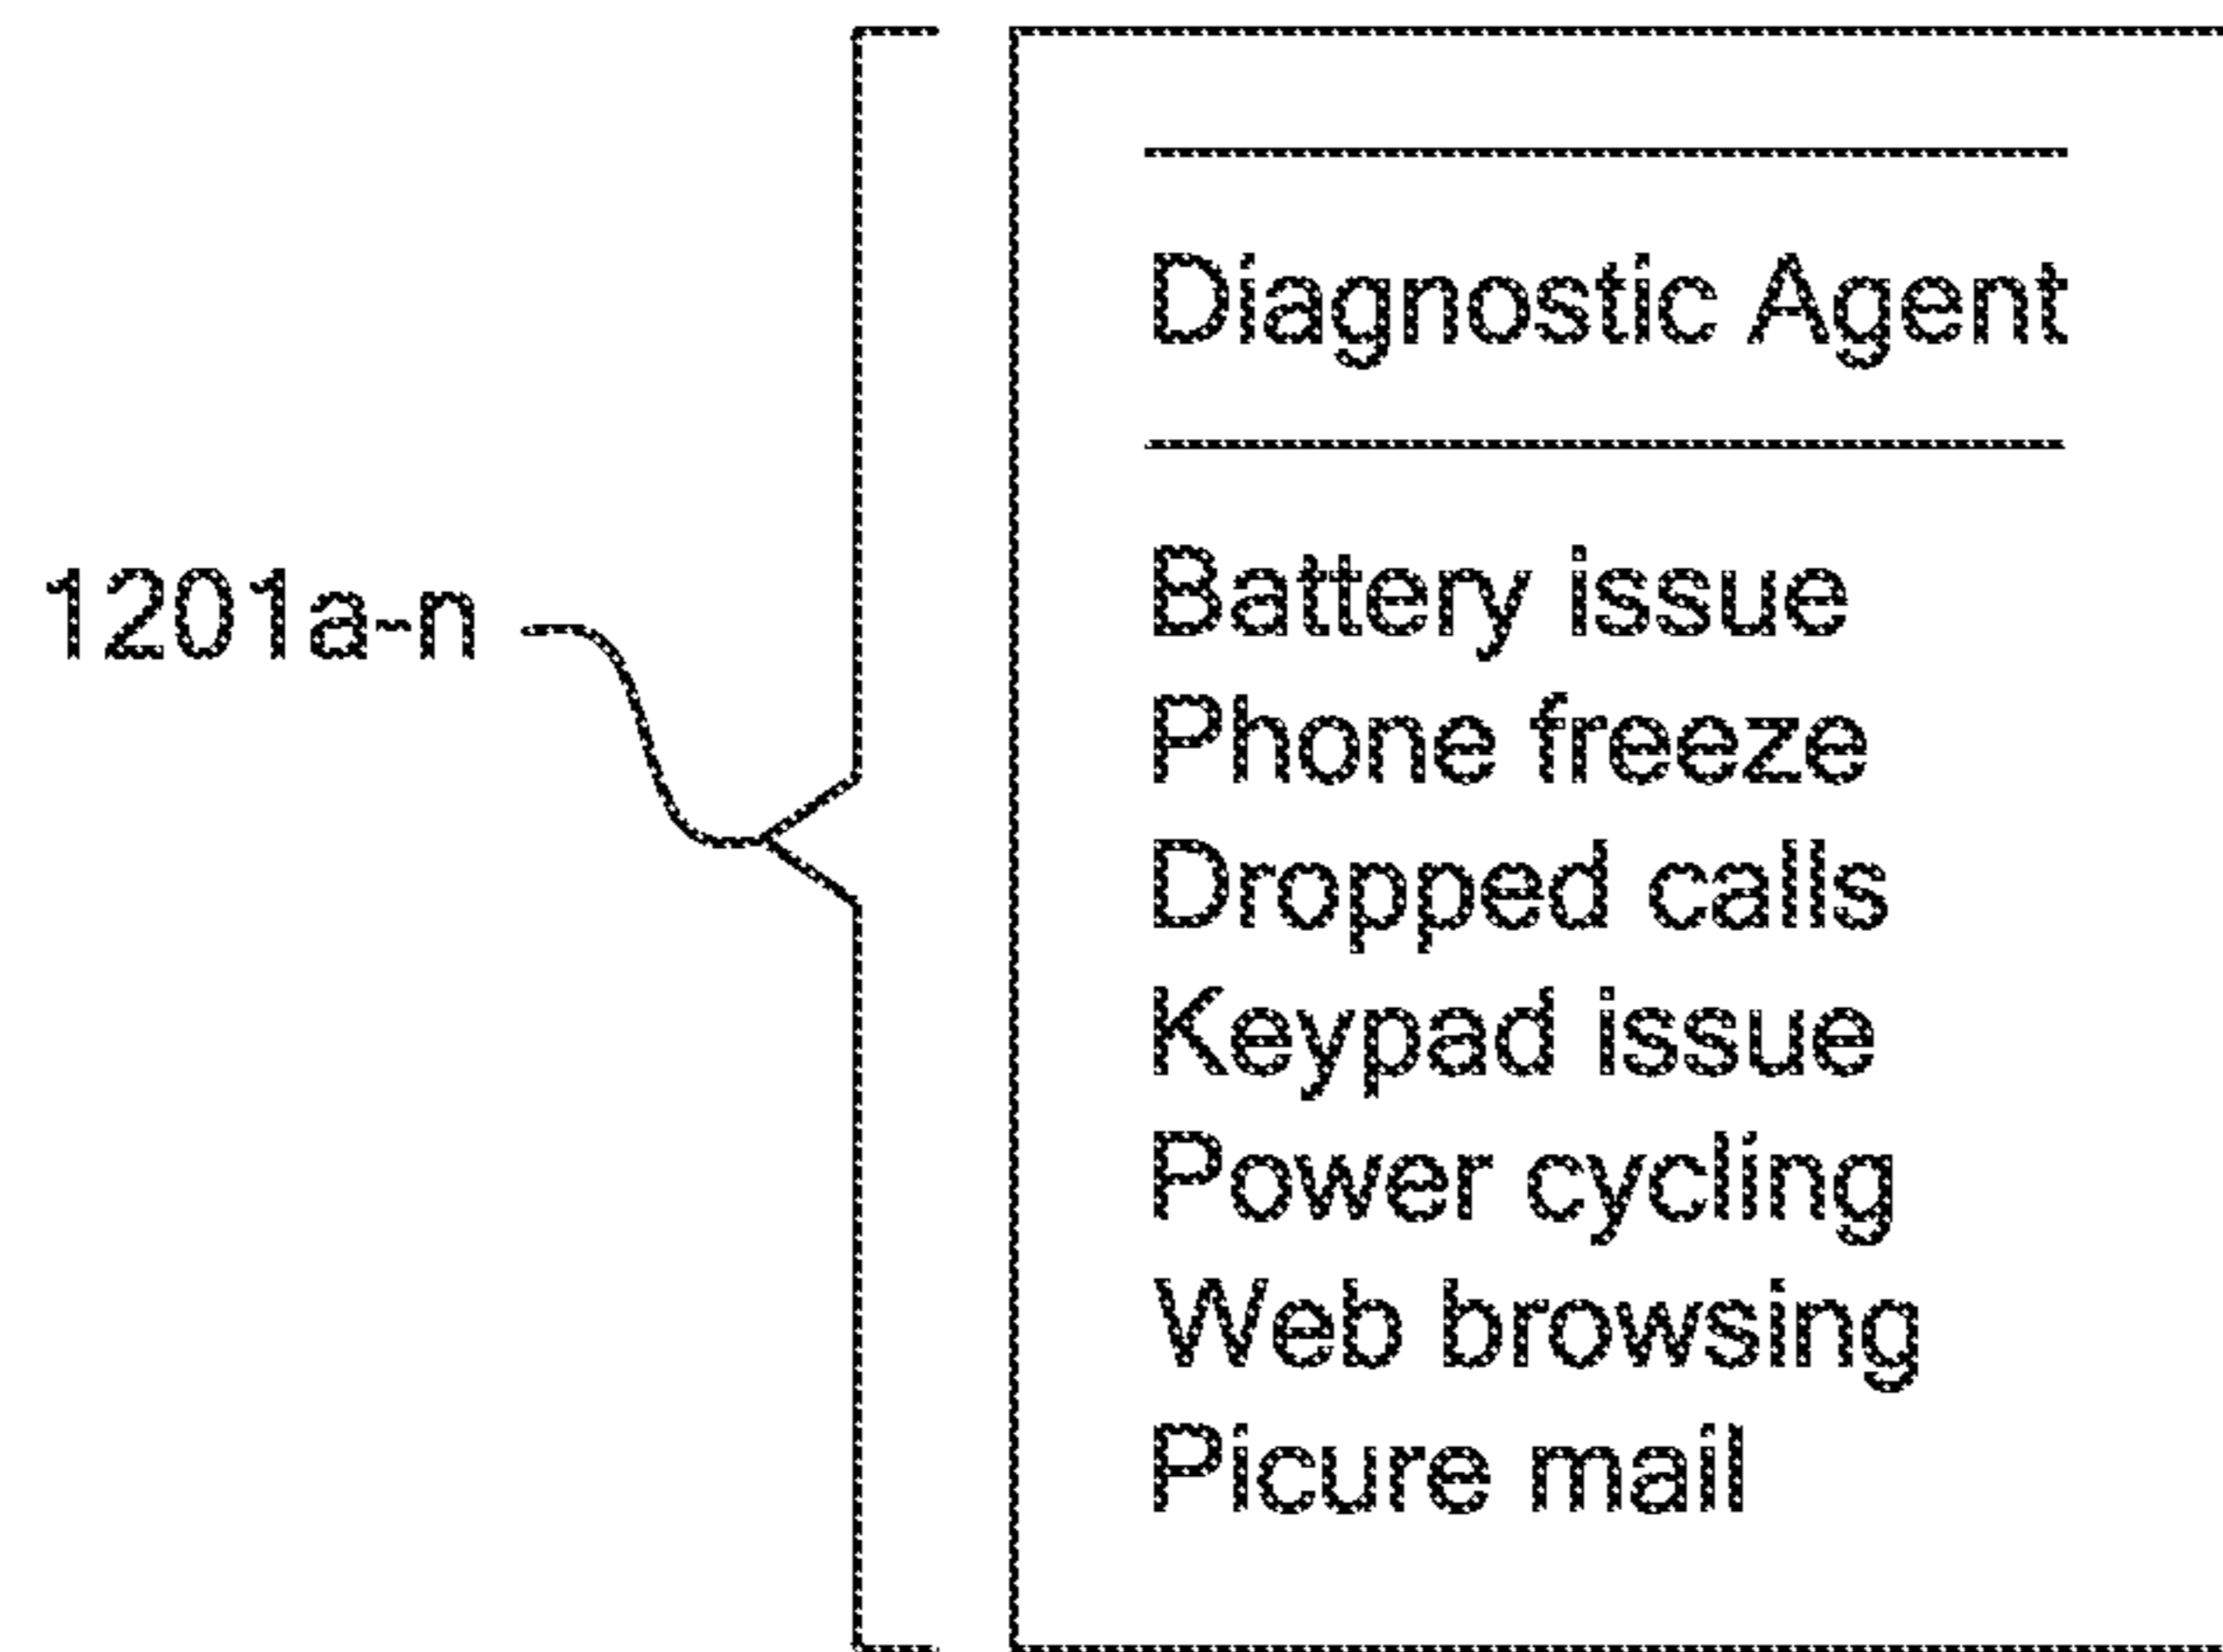 Diagnostic Agent
1201a-n
Battery issue
Phone freeze
Dropped calls
Keypad issue
Power cycling
Web browsing
Picure mail